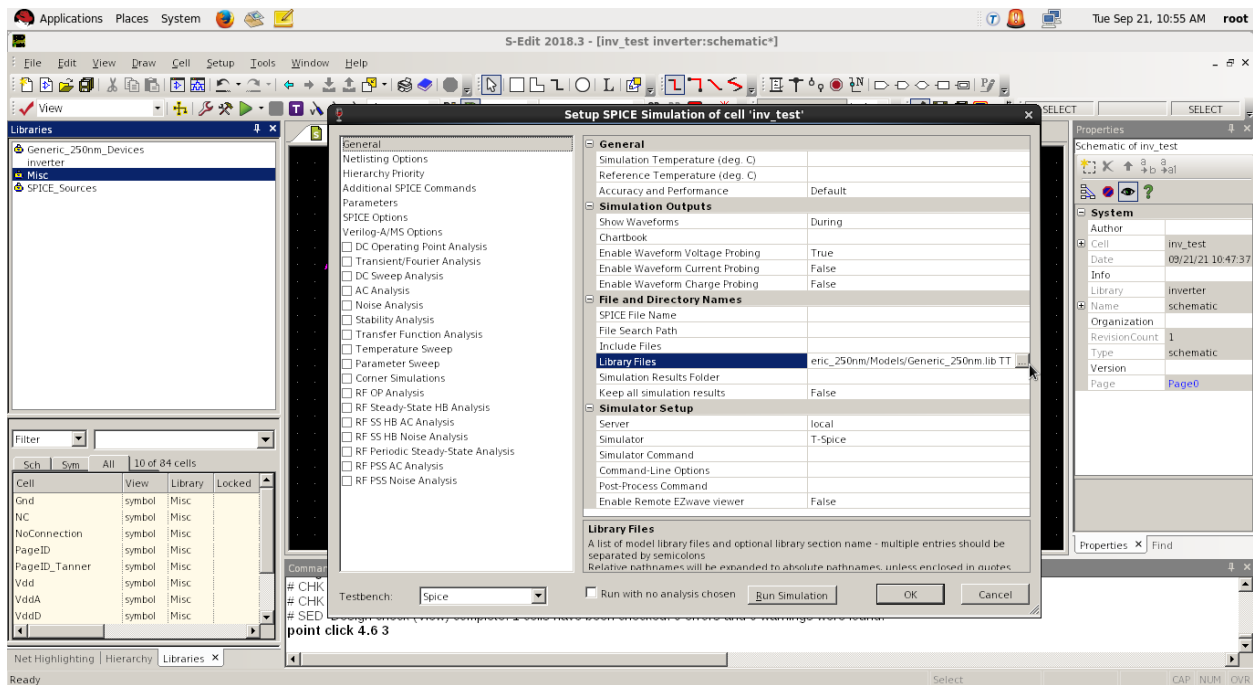 Applications Places System Tue Sep 21, 10:55 AM root
S-Edit 2018.3 - [inv_test inverter:schematic*]
File Edit View Draw Cell Setup Tools Window Help
View
SELECT SELECT
Libraries
Generic_250nm_Devices
inverter
Misc
SPICE_Sources
Filter
Sch Sym All 10 of 84 cells
Cell View Library Locked
Gnd symbol Misc
NC symbol Misc
NoConnection symbol Misc
PageID symbol Misc
PageID_Tanner symbol Misc
Vdd symbol Misc
VddA symbol Misc
VddD symbol Misc
Net Highlighting Hierarchy Libraries X
Setup SPICE Simulation of cell 'inv_test'
General
Netlisting Options
Hierarchy Priority
Additional SPICE Commands
Parameters
SPICE Options
Verilog-A/MS Options
DC Operating Point Analysis
Transient/Fourier Analysis
DC Sweep Analysis
AC Analysis
Noise Analysis
Stability Analysis
Transfer Function Analysis
Temperature Sweep
Parameter Sweep
Corner Simulations
RF OP Analysis
RF Steady-State HB Analysis
RF SS HB AC Analysis
RF SS HB Noise Analysis
RF Periodic Steady-State Analysis
RF PSS AC Analysis
RF PSS Noise Analysis
General
Simulation Temperature (deg. C)
Reference Temperature (deg. C)
Accuracy and Performance Default
Simulation Outputs
Show Waveforms During
Chartbook
Enable Waveform Voltage Probing True
Enable Waveform Current Probing False
Enable Waveform Charge Probing False
File and Directory Names
SPICE File Name
File Search Path
Include Files
Library Files eric_250nm/Models/Generic_250nm.lib TT ...
Simulation Results Folder
Keep all simulation results False
Simulator Setup
Server local
Simulator T-Spice
Simulator Command
Command-Line Options
Post-Process Command
Enable Remote EZwave viewer False
Library Files
A list of model library files and optional library section name - multiple entries should be
separated by semicolons
Relative pathnames will be expanded to absolute pathnames, unless enclosed in quotes
Testbench: Spice Run with no analysis chosen Run Simulation OK Cancel
Properties
Schematic of inv_test
System
Author
Cell inv_test
Date 09/21/21 10:47:37
Info
Library inverter
Name schematic
Organization
RevisionCount 1
Type schematic
Version
Page Page0
Properties X Find
# CHK
# CHK
# SED
point click 4.6 3
Ready Select CAP NUM OVR